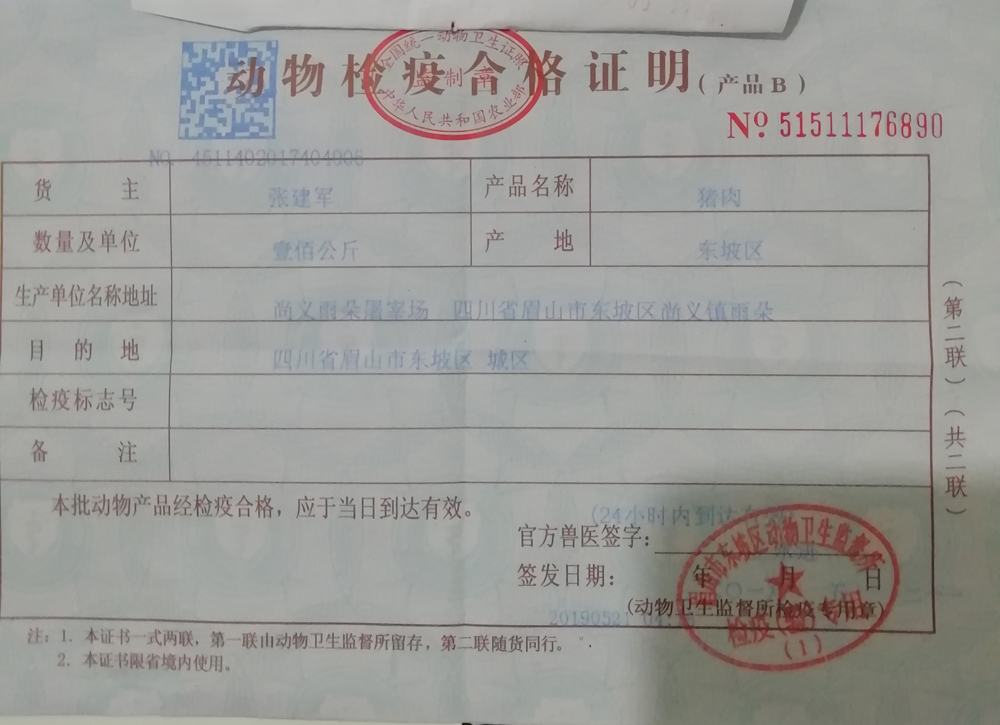 动物检疫合格证明(产品B)
全国统一动物卫生证照
监制章
中华人民共和国农业部
№ 51511176890
NO. 4511402017404006
货主 张建军 产品名称 猪肉
数量及单位 壹佰公斤 产地 东坡区
生产单位名称地址 尚义雨朵屠宰场 四川省眉山市东坡区尚义镇雨朵
目的地 四川省眉山市东坡区 城区
检疫标志号
备注
(第二联)(共二联)
本批动物产品经检疫合格，应于当日到达有效。
(24小时内到达有效)
官方兽医签字：
签发日期： 年 月 日
20190521
(动物卫生监督所检疫专用章)
市东坡区动物卫生监督所
检疫 专用
(1)
注：1. 本证书一式两联，第一联由动物卫生监督所留存，第二联随货同行。
2. 本证书限省境内使用。